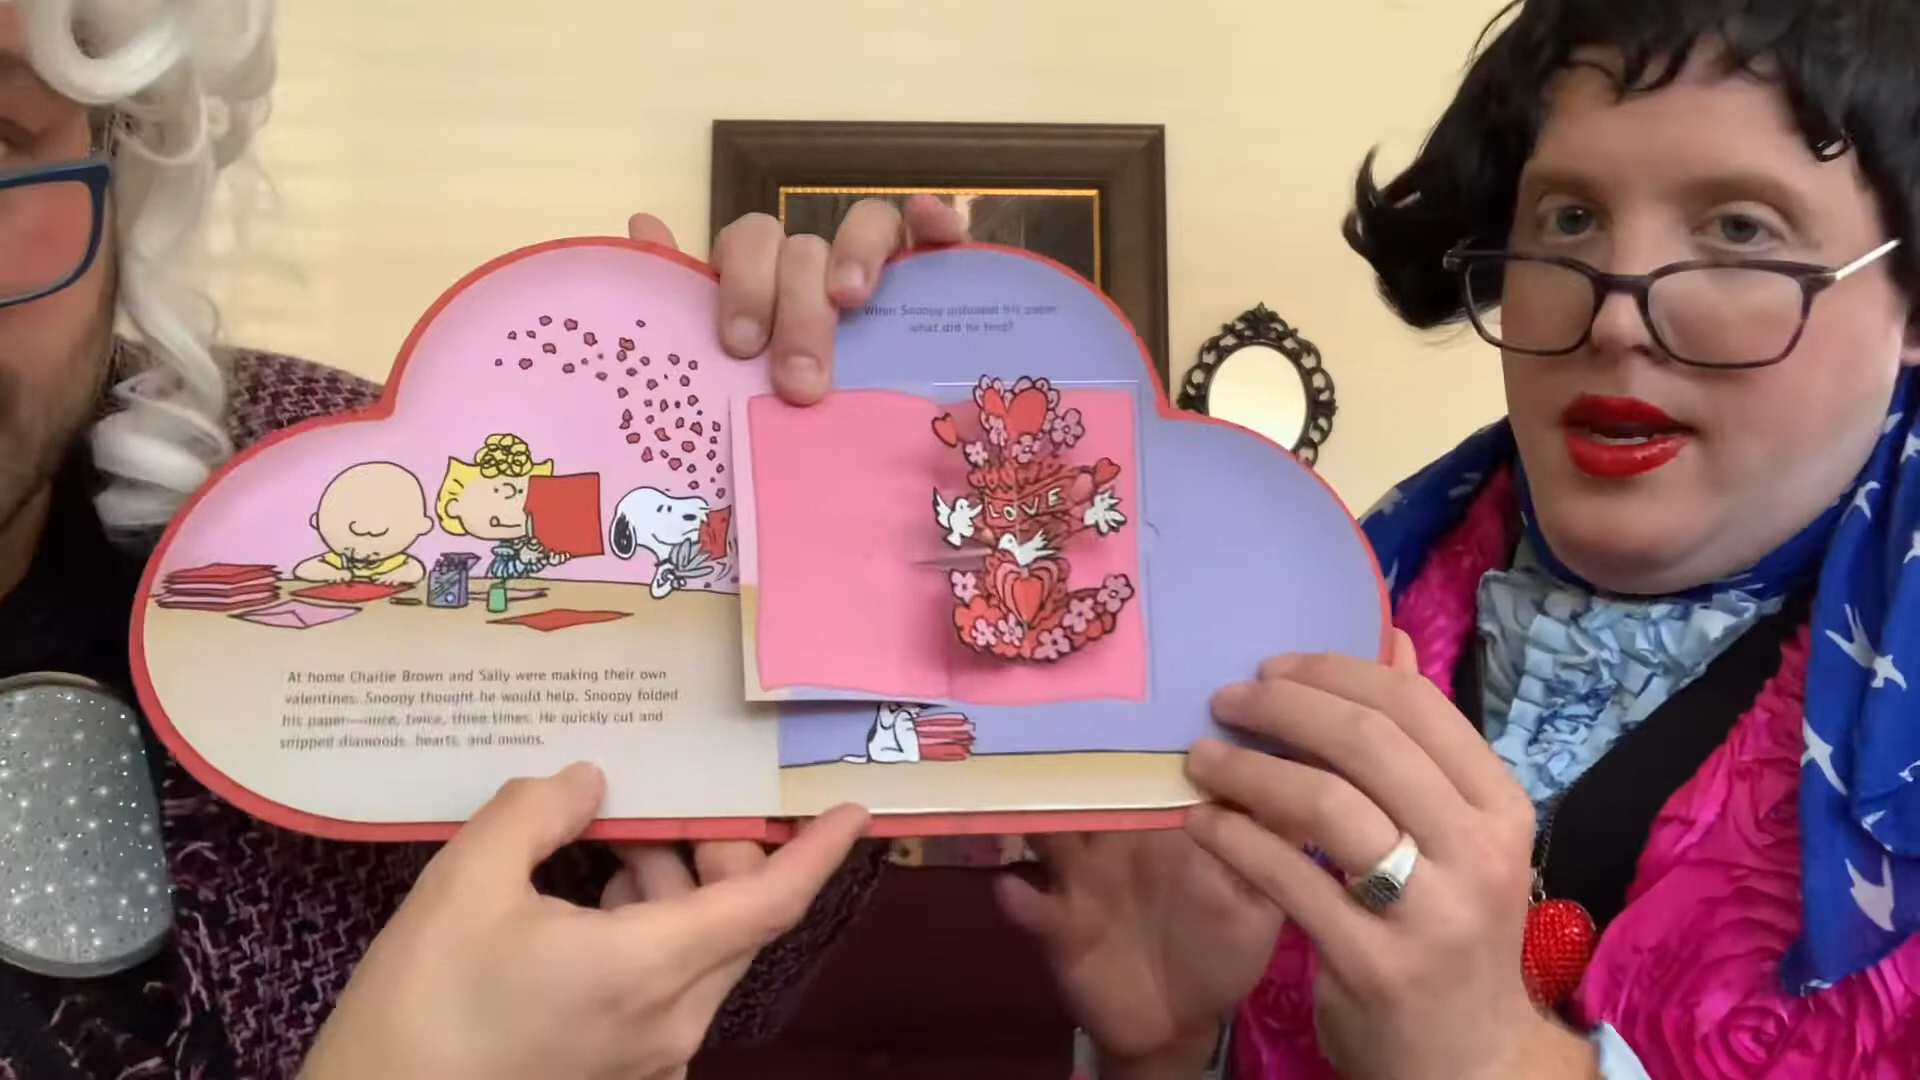 At home Charlie Brown and Sally were making their own
valentines. Snoopy thought he would help. Snoopy folded
his paper—once, twice, three times. He quickly cut and
snipped diamonds, hearts, and moons.
When Snoopy unfolded his paper
what did he find?
LOVE